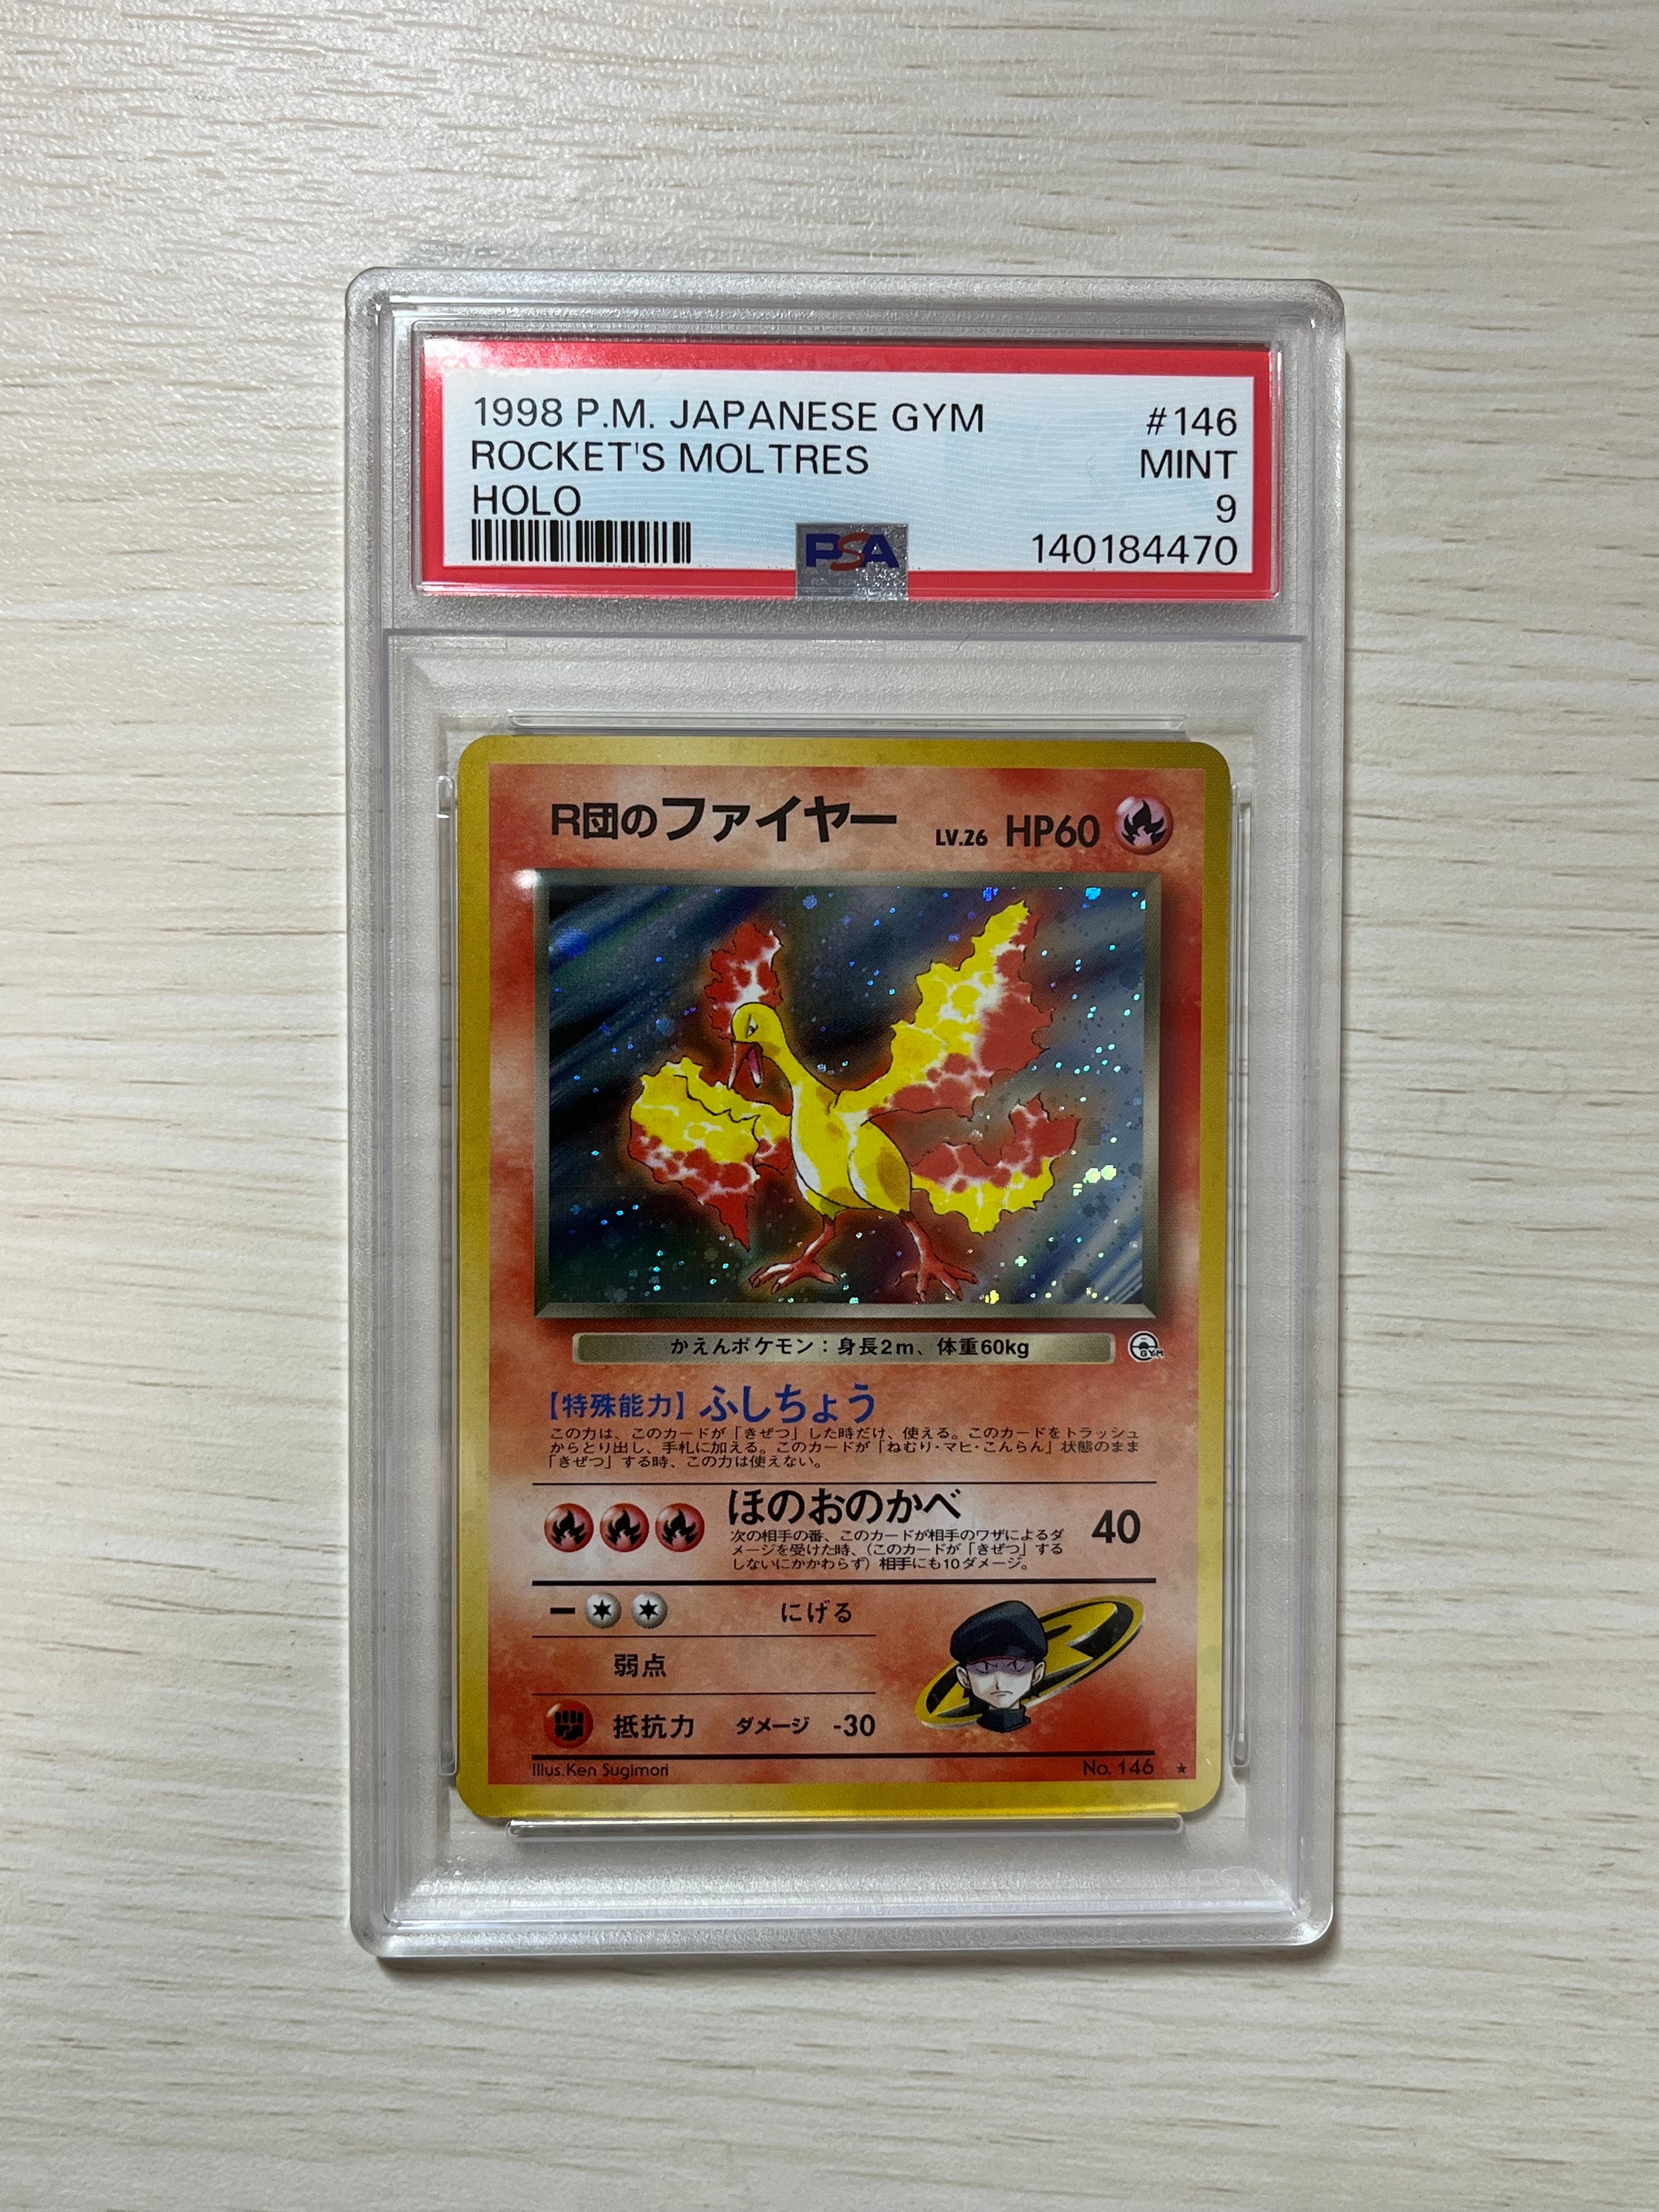 1998 P.M. JAPANESE GYM #146
ROCKET'S MOLTRES MINT
HOLO 9
PSA 140184470
R団のファイヤー LV.26 HP60
かえんポケモン：身長2m、体重60kg
GYM
【特殊能力】ふしちょう
この力は、このカードが「きぜつ」した時だけ、使える。このカードをトラッシュ
からとり出し、手札に加える。このカードが「ねむり・マヒ・こんらん」状態のまま
「きぜつ」する時、この力は使えない。
ほのおのかべ 40
次の相手の番、このカードが相手のワザによるダ
メージを受けた時、（このカードが「きぜつ」する
しないにかかわらず）相手にも10ダメージ。
にげる
弱点
抵抗力 ダメージ -30
Illus. Ken Sugimori No. 146 ★